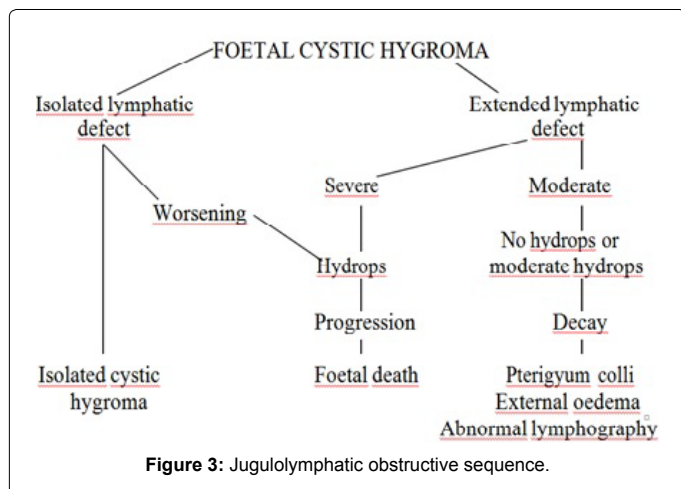 FOETAL CYSTIC HYGROMA
Isolated lymphatic
defect
Extended lymphatic
defect
Severe
Moderate
Worsening
No hydrops or
moderate hydrops
Hydrops
Progression
Decay
Isolated cystic
hygroma
Foetal death
Pterigyum colli
External oedema
Abnormal lymphography
Figure 3: Jugulolymphatic obstructive sequence.